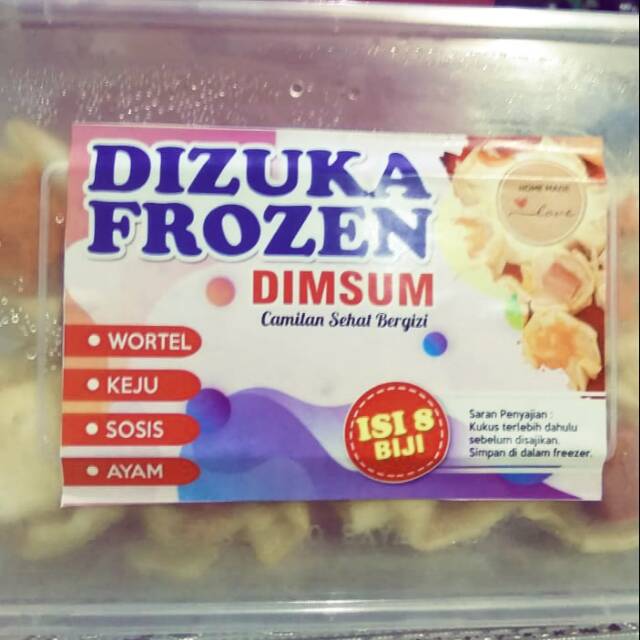 DIZUKA
FROZEN
HOME MADE
love
DIMSUM
Camilan Sehat Bergizi
• WORTEL
• KEJU
• SOSIS
• AYAM
ISI 8
BIJI
Saran Penyajian :
Kukus terlebih dahulu
sebelum disajikan.
Simpan di dalam freezer.